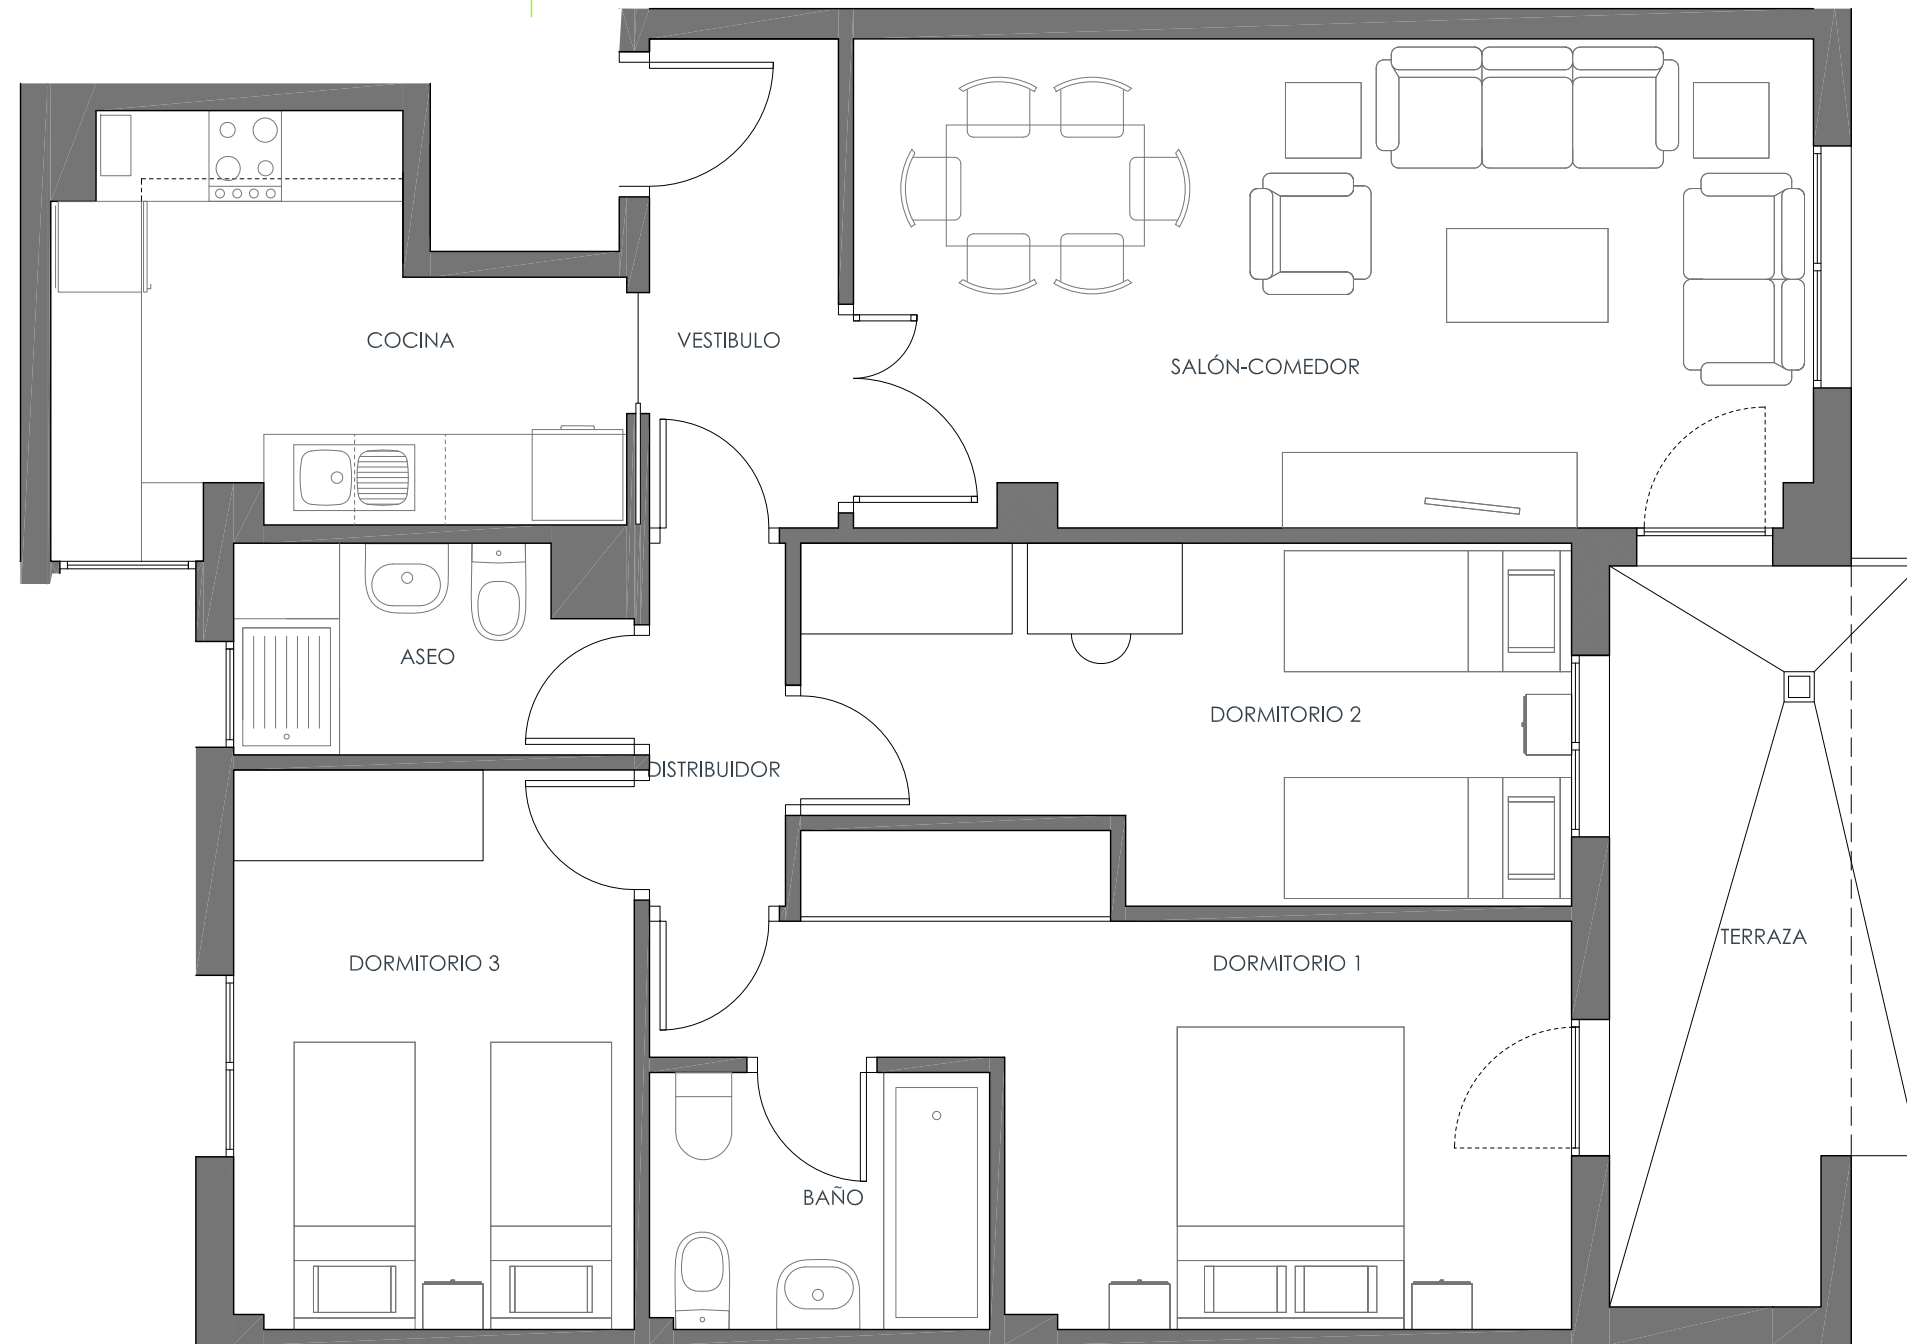 COCINA
VESTIBULO
SALÓN-COMEDOR
ASEO
DORMITORIO 2
DISTRIBUIDOR
TERRAZA
DORMITORIO 3
DORMITORIO 1
BAÑO